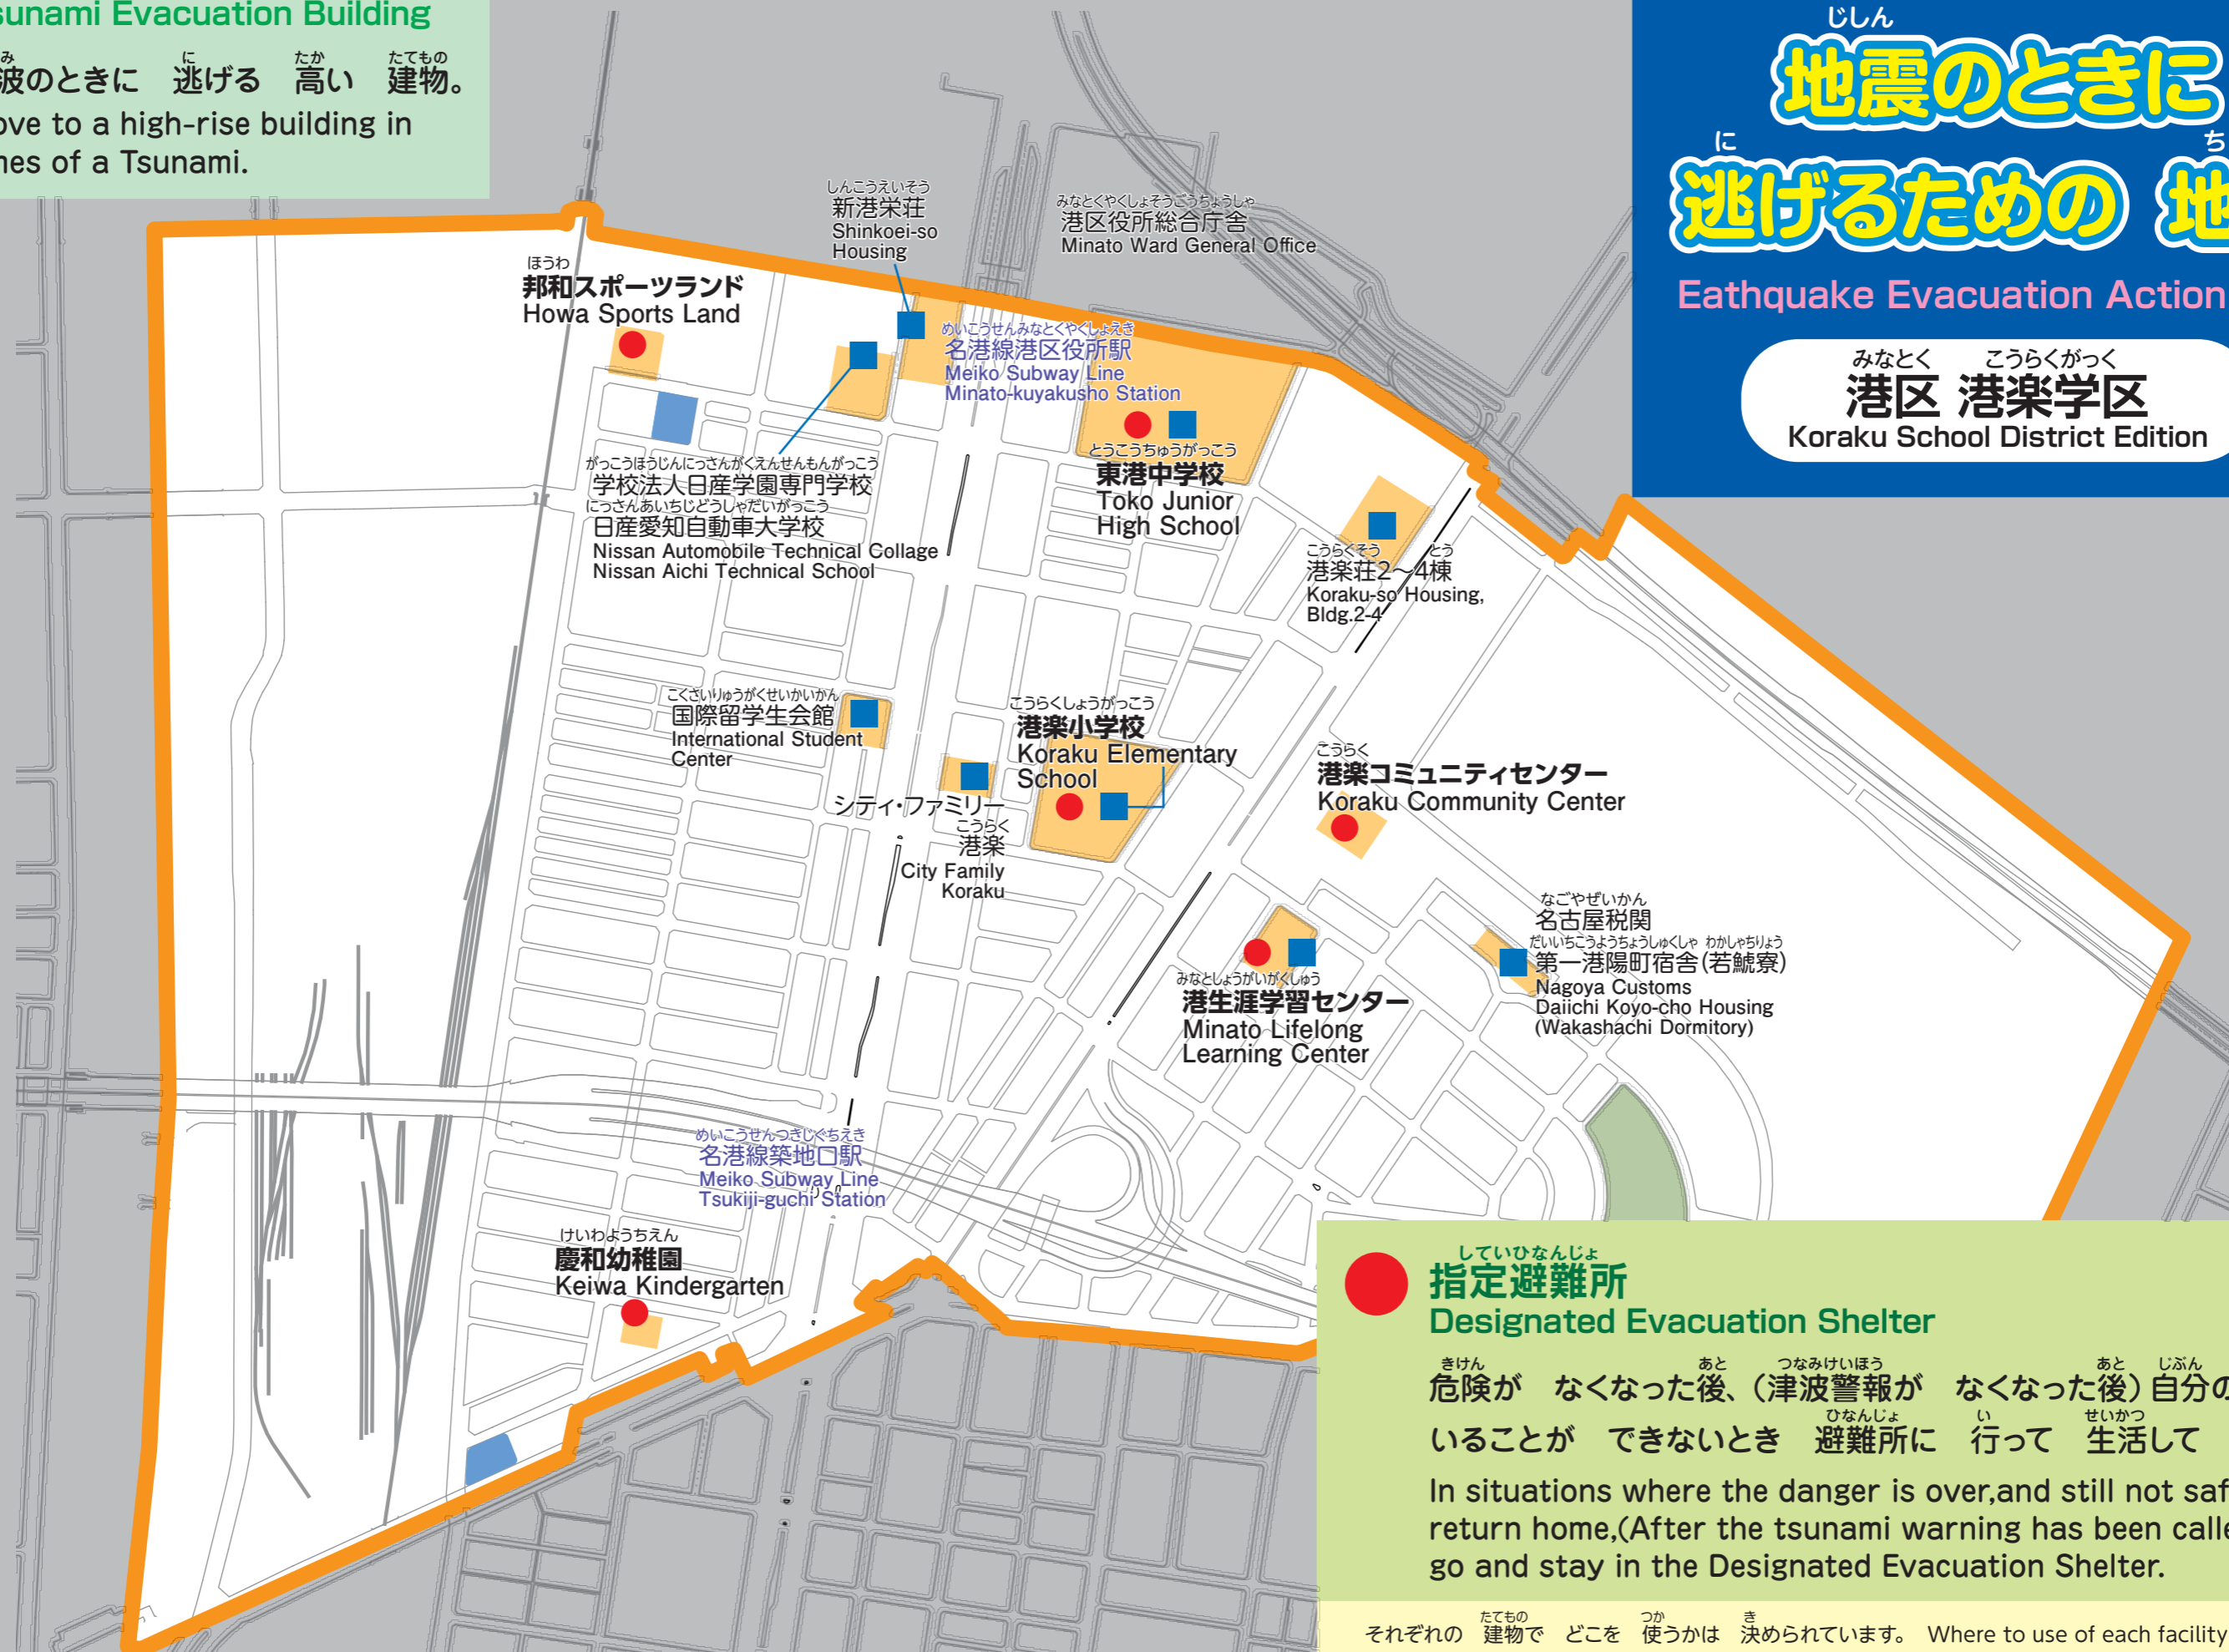 sunami Evacuation Building
み に たか たてもの
波のときに 逃げる 高い 建物。
ove to a high-rise building in
nes of a Tsunami.
じしん
地震のときに
に ち
逃げるための 地
Eathquake Evacuation Action
みなとく こうらくがっく
港区 港楽学区
Koraku School District Edition
しんこうえいそう
新港栄荘
Shinkoei-so
Housing
みなとくやくしょそうごうちょうしゃ
港区役所総合庁舎
Minato Ward General Office
ほうわ
邦和スポーツランド
Howa Sports Land
めいこうせんみなとくやくしょえき
名港線港区役所駅
Meiko Subway Line
Minato-kuyakusho Station
とうこうちゅうがっこう
東港中学校
Toko Junior
High School
がっこうほうじんにっさんがくえんせんもんがっこう
学校法人日産学園専門学校
にっさんあいちじどうしゃだいがっこう
日産愛知自動車大学校
Nissan Automobile Technical Collage
Nissan Aichi Technical School
こうらくそう とう
港楽荘2〜4棟
Koraku-so Housing,
Bldg.2-4
こくさいりゅうがくせいかいかん
国際留学生会館
International Student
Center
こうらくしょうがっこう
港楽小学校
Koraku Elementary
School
シティ・ファミリー
こうらく
港楽
City Family
Koraku
こうらく
港楽コミュニティセンター
Koraku Community Center
なごやぜいかん
名古屋税関
だいいちこうようちょうしゅくしゃ わかしゃちりょう
第一港陽町宿舎(若鯱寮)
Nagoya Customs
Daiichi Koyo-cho Housing
(Wakashachi Dormitory)
みなとしょうがいがくしゅう
港生涯学習センター
Minato Lifelong
Learning Center
めいこうせんつきじぐちえき
名港線築地口駅
Meiko Subway Line
Tsukiji-guchi Station
けいわようちえん
慶和幼稚園
Keiwa Kindergarten
していひなんじょ
指定避難所
Designated Evacuation Shelter
きけん あと つなみけいほう あと じぶん
危険が なくなった後、(津波警報が なくなった後)自分の
ひなんじょ い せいかつ
いることが できないとき 避難所に 行って 生活して
In situations where the danger is over,and still not saf
return home,(After the tsunami warning has been calle
go and stay in the Designated Evacuation Shelter.
たてもの つか き
それぞれの 建物で どこを 使うかは 決められています。 Where to use of each facility